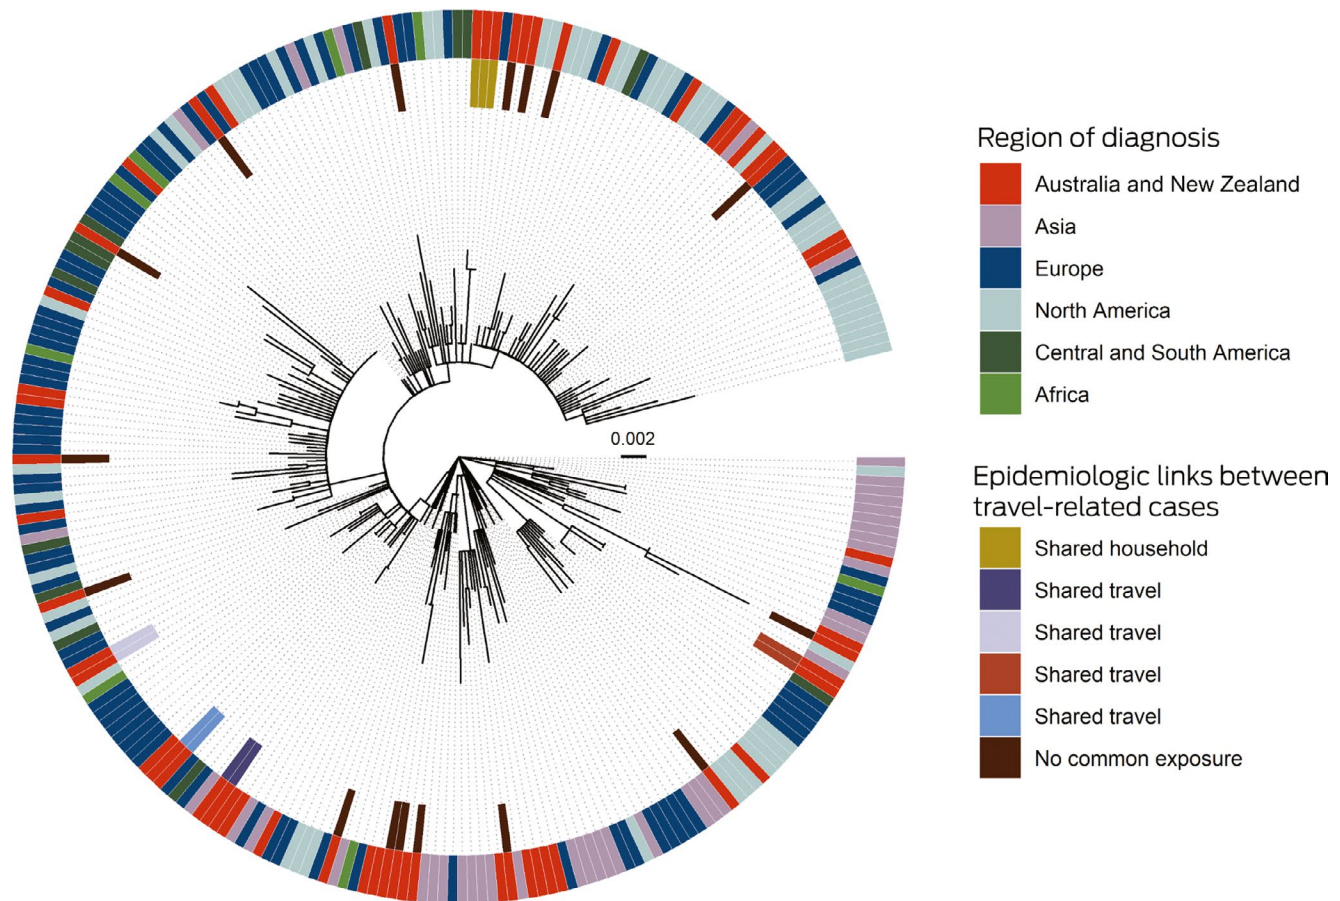 Region of diagnosis
Australia and New Zealand
Asia
Europe
North America
Central and South America
Africa
0.002
Epidemiologic links between
travel-related cases
Shared household
Shared travel
Shared travel
Shared travel
Shared travel
No common exposure